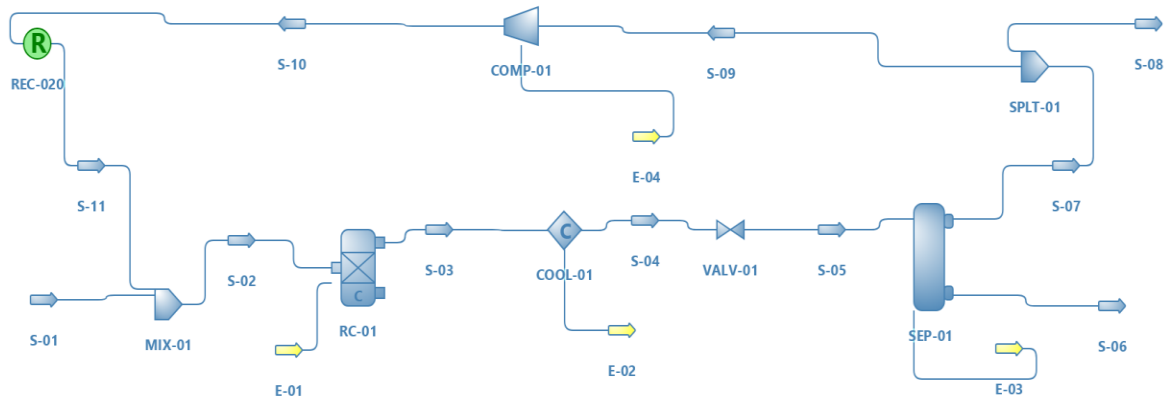 R
REC-020
S-10
COMP-01
S-09
S-08
SPLT-01
E-04
S-11
S-07
S-02
S-03
C
COOL-01
S-04
VALV-01
S-05
C
RC-01
S-01
MIX-01
SEP-01
S-06
E-01
E-02
E-03